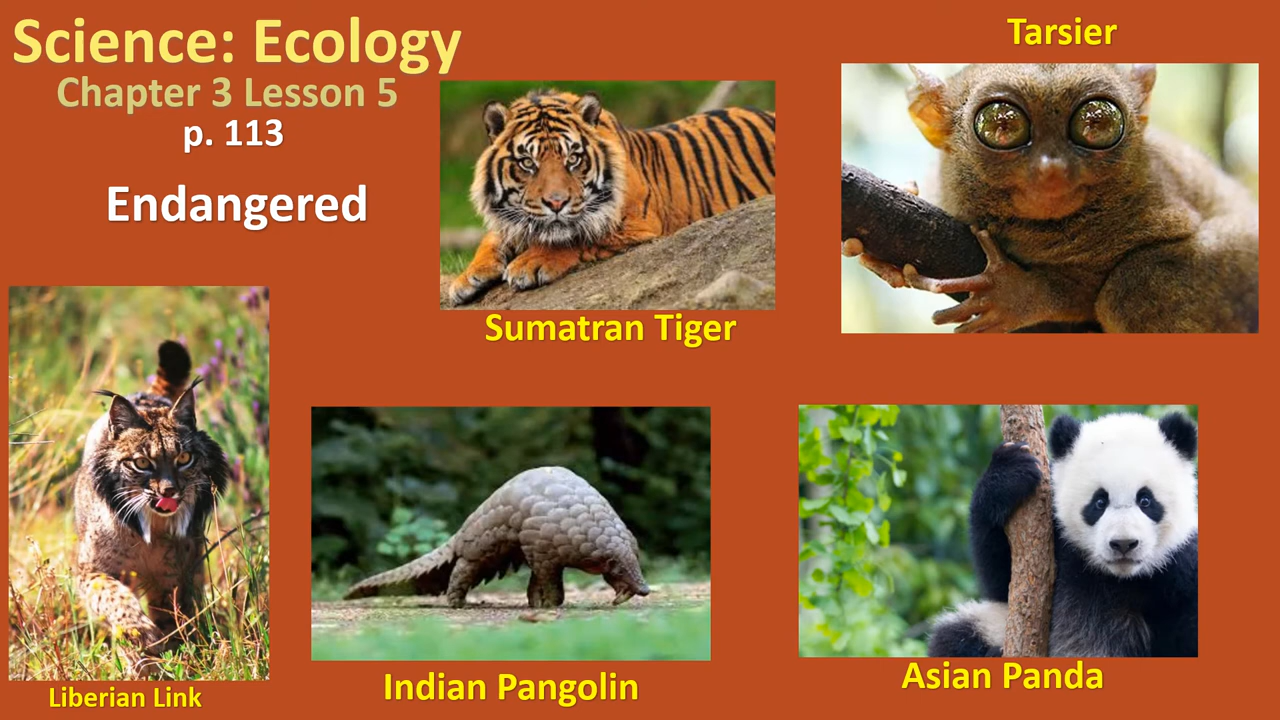 Science: Ecology
Chapter 3 Lesson 5
p. 113
Endangered
Tarsier
Sumatran Tiger
Liberian Link
Indian Pangolin
Asian Panda